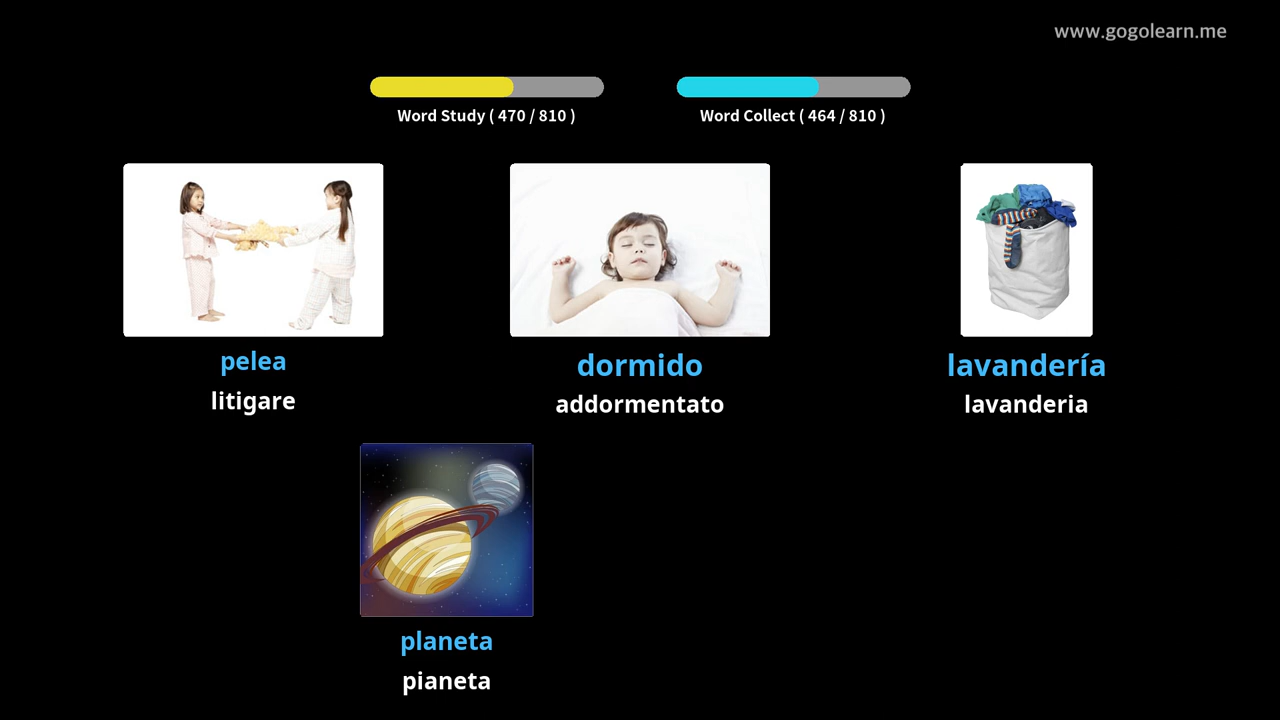 www.gogolearn.me
Word Study ( 470 / 810 )
Word Collect ( 464 / 810 )
pelea
litigare
dormido
addormentato
lavandería
lavanderia
planeta
pianeta